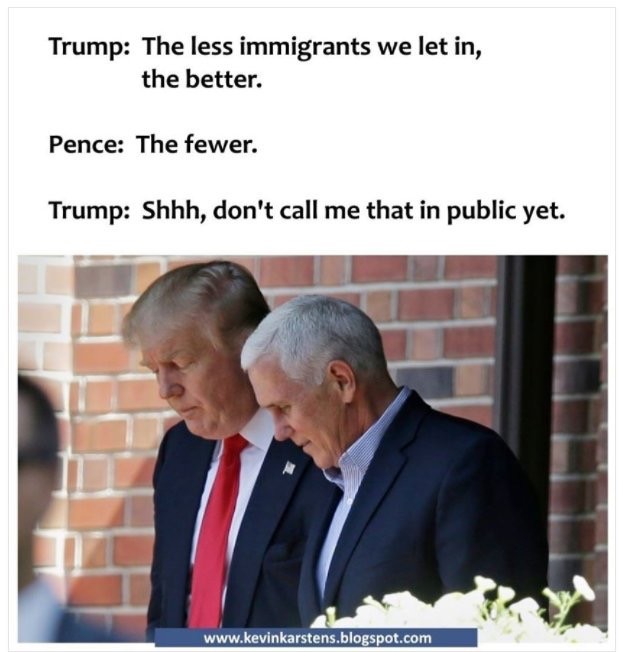 Trump: The less immigrants we let in,
the better.
Pence: The fewer.
Trump: Shhh, don't call me that in public yet.
www.kevinkarstens.blogspot.com